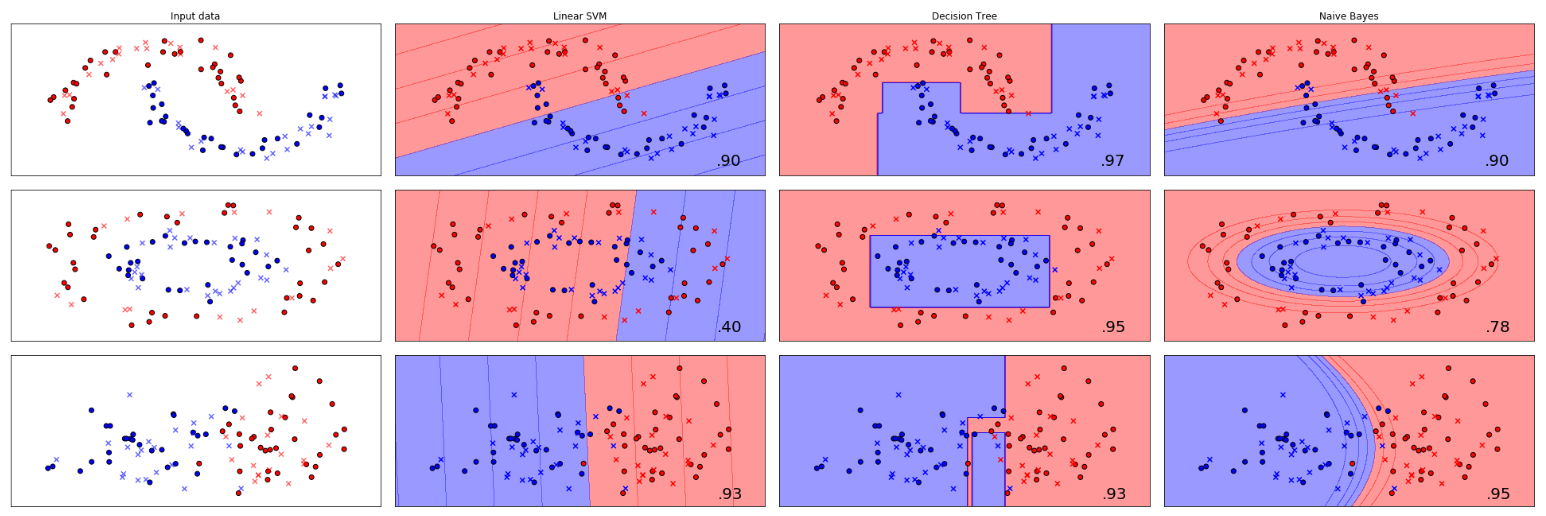 Input data
Linear SVM
Decision Tree
Naive Bayes
.90
.97
.90
.40
.95
.78
.93
.93
.95